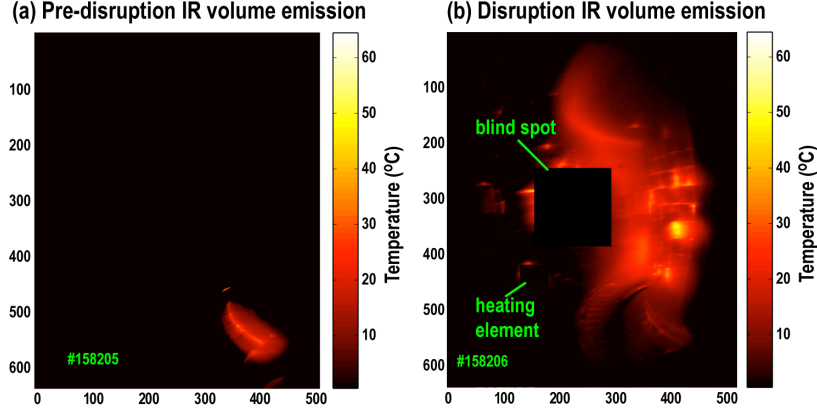 (a) Pre-disruption IR volume emission
100
200
300
400
500
600
0 100 200 300 400 500
60
50
40
30
20
10
Temperature (°C)
#158205
(b) Disruption IR volume emission
100
200
300
400
500
600
0 100 200 300 400 500
60
50
40
30
20
10
Temperature (°C)
blind spot
heating
element
#158206